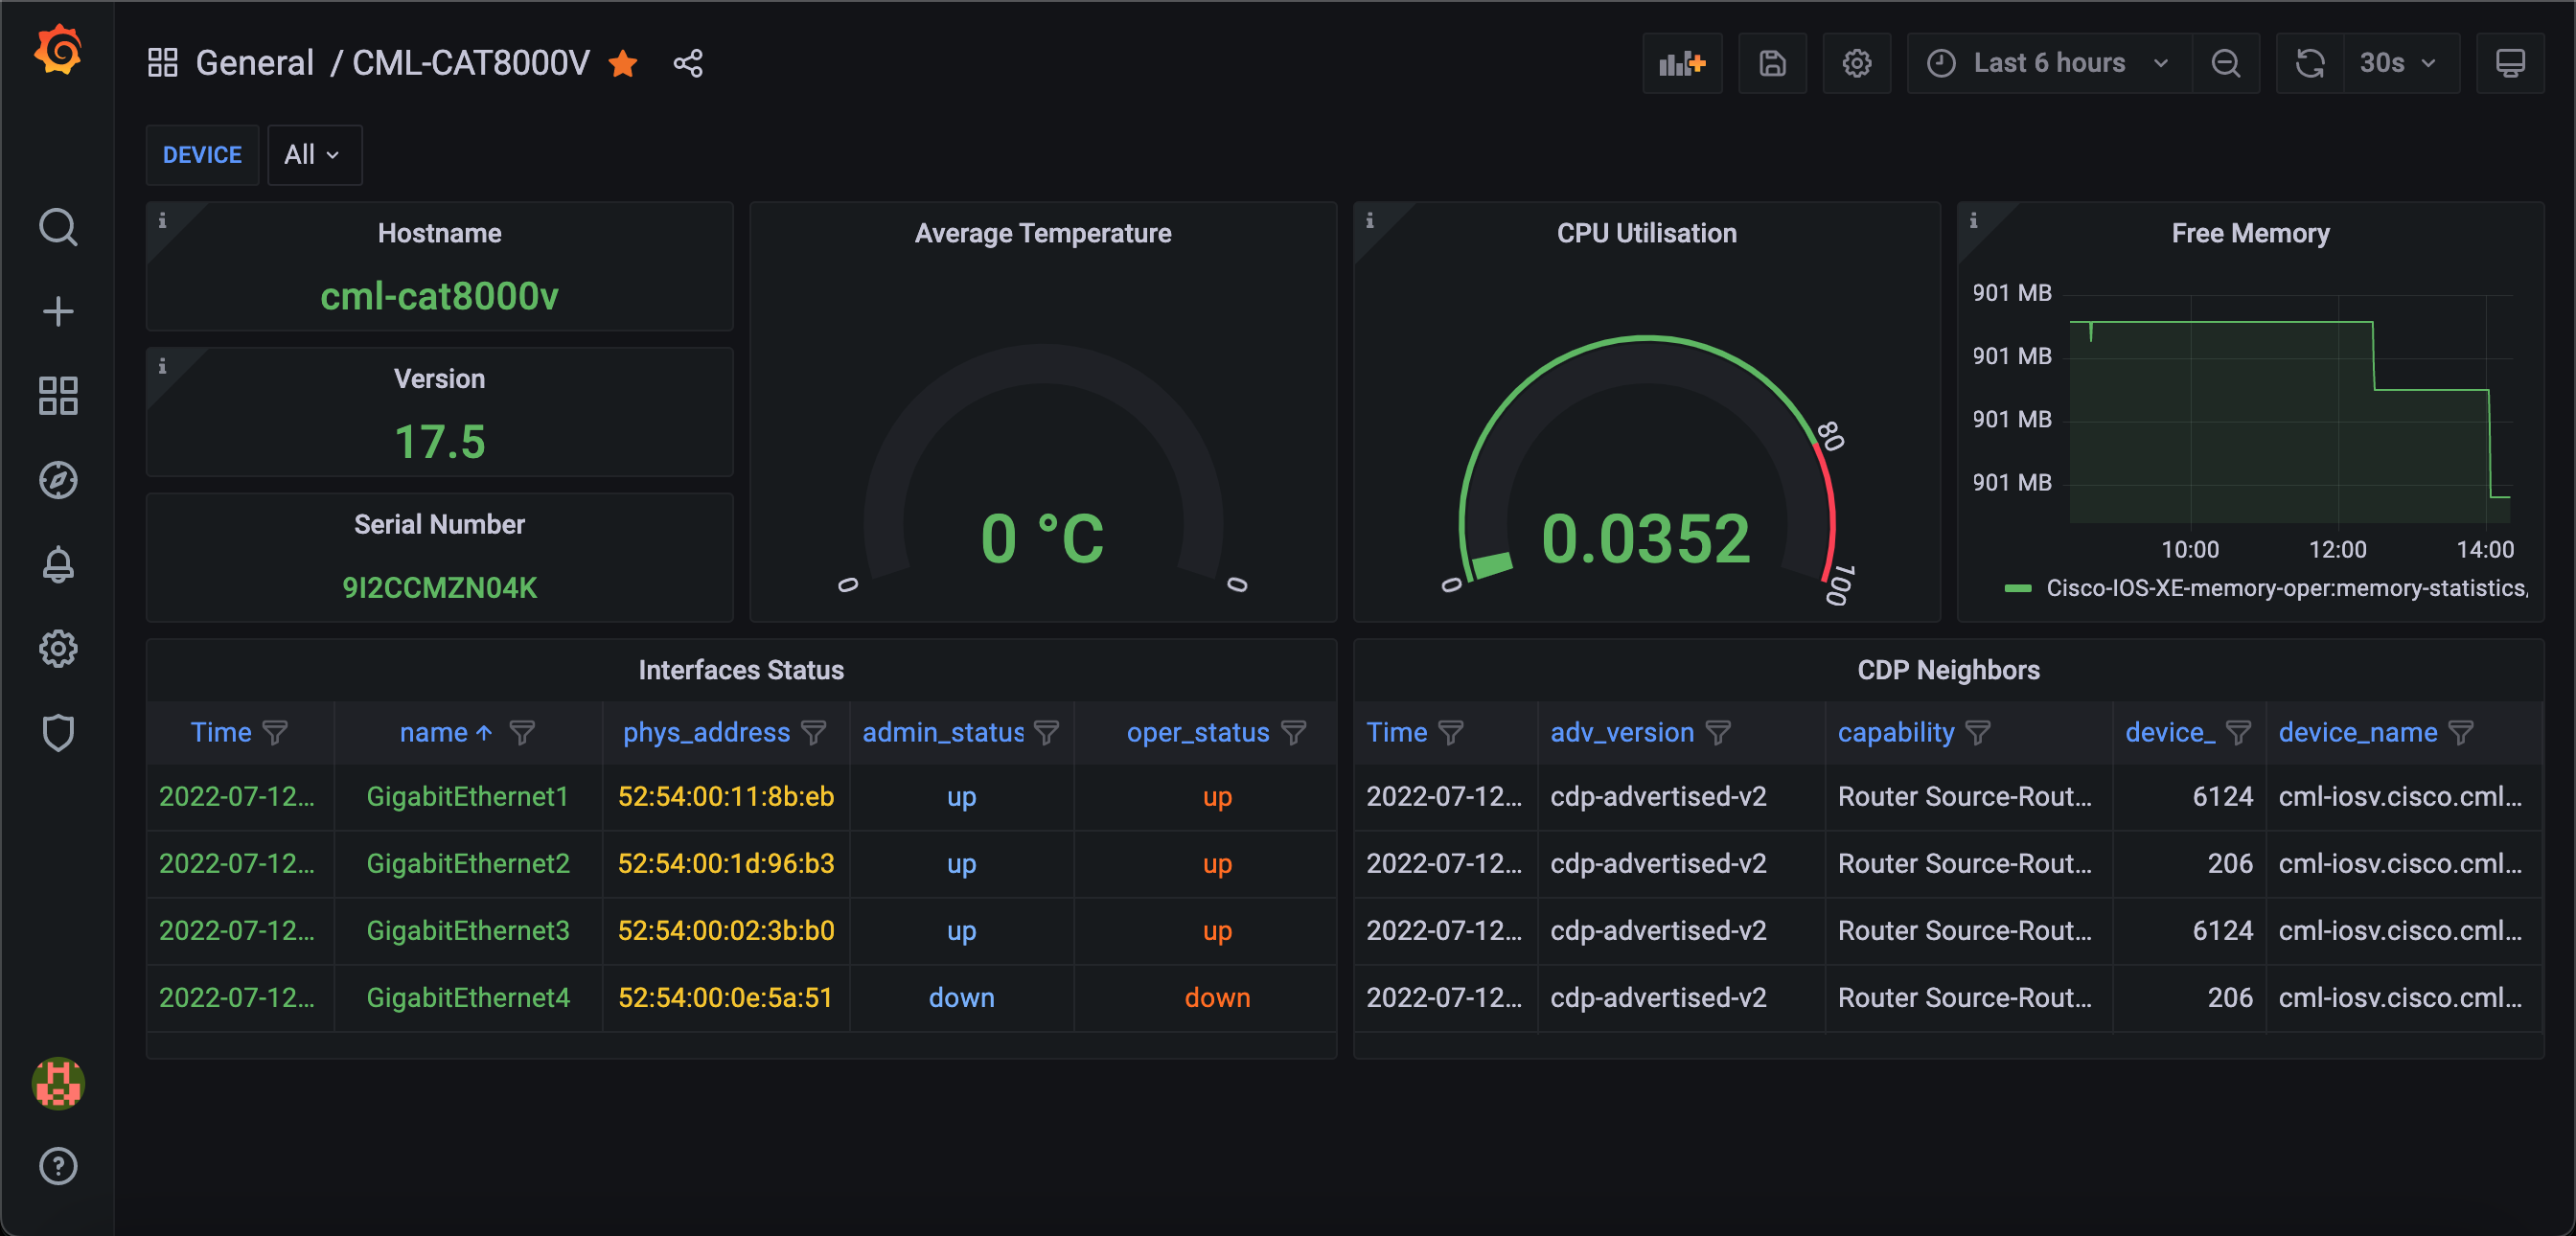 General / CML-CAT8000V
Last 6 hours
30s
DEVICE
All
Hostname
cml-cat8000v
Version
17.5
Serial Number
9I2CCMZN04K
Average Temperature
0 °C
0
0
CPU Utilisation
0.0352
0
80
100
Free Memory
901 MB
901 MB
901 MB
901 MB
10:00 12:00 14:00
Cisco-IOS-XE-memory-oper:memory-statistics,
Interfaces Status
Time name phys_address admin_status oper_status
2022-07-12... GigabitEthernet1 52:54:00:11:8b:eb up up
2022-07-12... GigabitEthernet2 52:54:00:1d:96:b3 up up
2022-07-12... GigabitEthernet3 52:54:00:02:3b:b0 up up
2022-07-12... GigabitEthernet4 52:54:00:0e:5a:51 down down
CDP Neighbors
Time adv_version capability device_ device_name
2022-07-12... cdp-advertised-v2 Router Source-Rout... 6124 cml-iosv.cisco.cml...
2022-07-12... cdp-advertised-v2 Router Source-Rout... 206 cml-iosv.cisco.cml...
2022-07-12... cdp-advertised-v2 Router Source-Rout... 6124 cml-iosv.cisco.cml...
2022-07-12... cdp-advertised-v2 Router Source-Rout... 206 cml-iosv.cisco.cml...